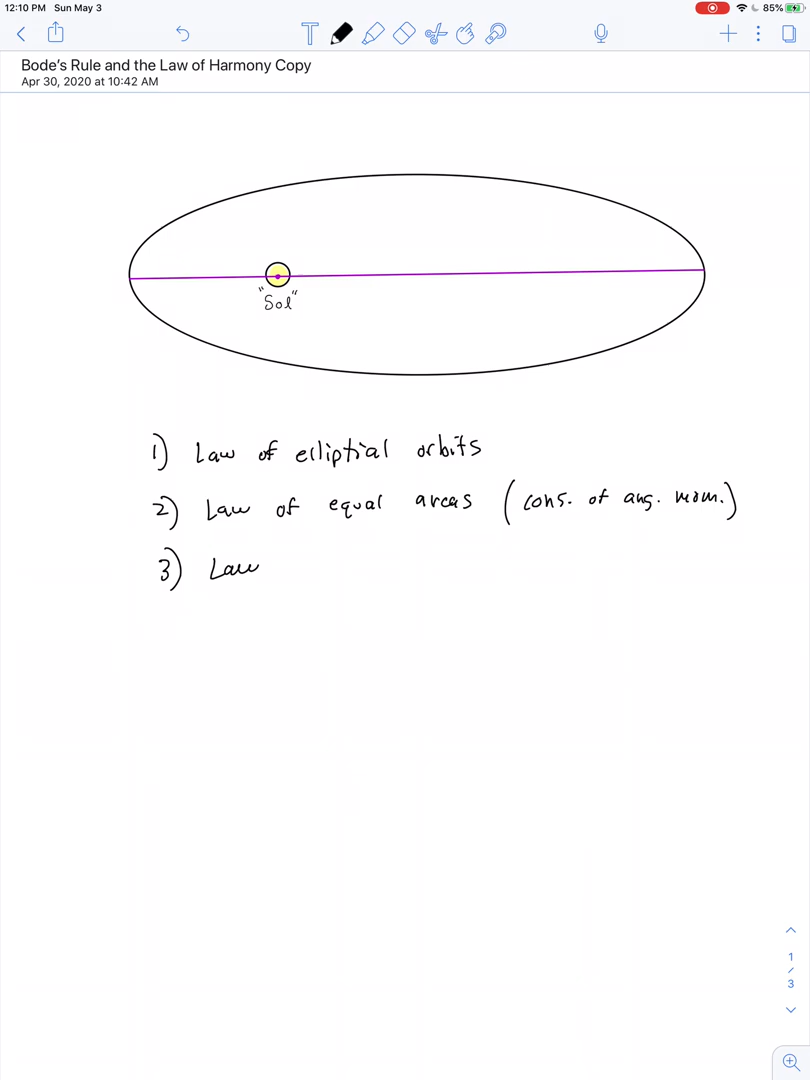 12:10 PM Sun May 3
85%
Bode's Rule and the Law of Harmony Copy
Apr 30, 2020 at 10:42 AM
"Sol"
1) Law of elliptial orbits
2) Law of equal areas (cons. of ang. mom.)
3) Law
1
/
3